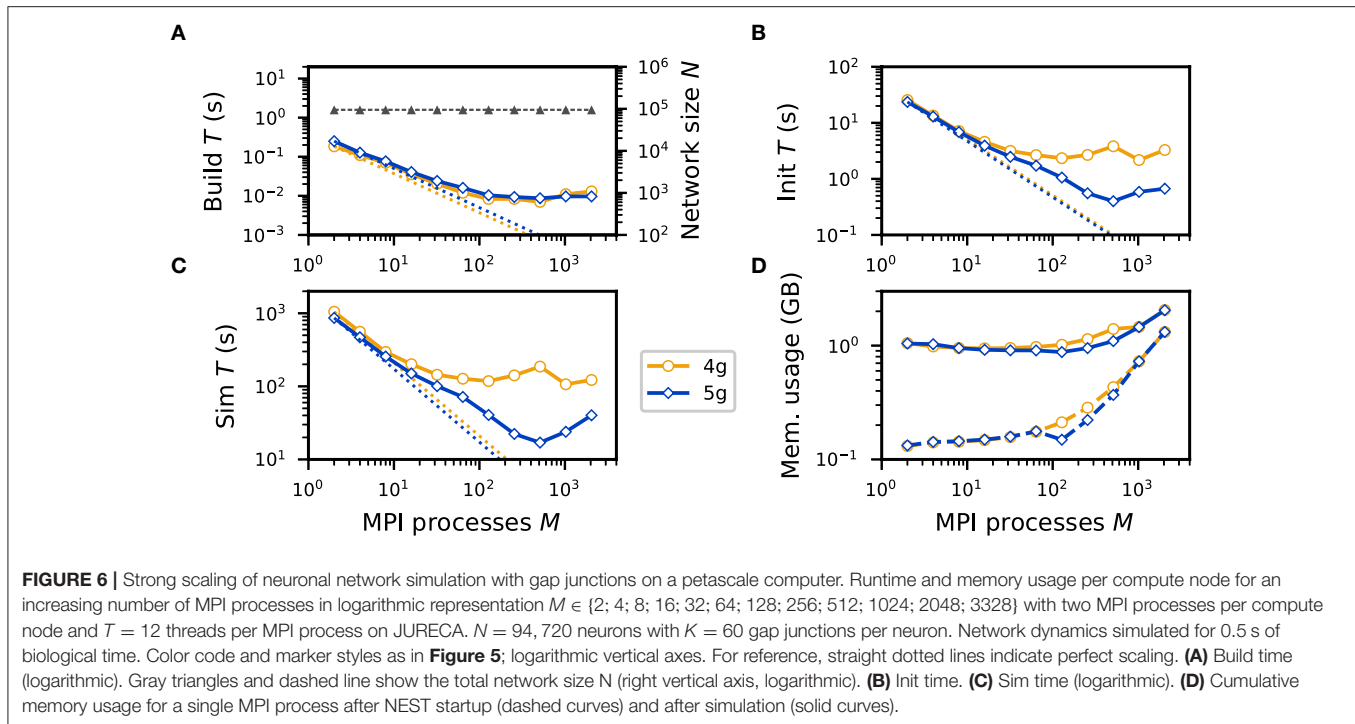 A
B
10¹
10⁰
10⁻¹
10⁻²
10⁻³
Build T (s)
10⁶
10⁵
10⁴
10³
10²
Network size N
10⁰ 10¹ 10² 10³
10²
10¹
10⁰
10⁻¹
Init T (s)
10⁰ 10¹ 10² 10³
C
D
10³
10²
10¹
Sim T (s)
10⁰ 10¹ 10² 10³
MPI processes M
4g
5g
10⁰
10⁻¹
Mem. usage (GB)
10⁰ 10¹ 10² 10³
MPI processes M
FIGURE 6 | Strong scaling of neuronal network simulation with gap junctions on a petascale computer. Runtime and memory usage per compute node for an
increasing number of MPI processes in logarithmic representation M ∈ {2; 4; 8; 16; 32; 64; 128; 256; 512; 1024; 2048; 3328} with two MPI processes per compute
node and T = 12 threads per MPI process on JURECA. N = 94, 720 neurons with K = 60 gap junctions per neuron. Network dynamics simulated for 0.5 s of
biological time. Color code and marker styles as in Figure 5; logarithmic vertical axes. For reference, straight dotted lines indicate perfect scaling. (A) Build time
(logarithmic). Gray triangles and dashed line show the total network size N (right vertical axis, logarithmic). (B) Init time. (C) Sim time (logarithmic). (D) Cumulative
memory usage for a single MPI process after NEST startup (dashed curves) and after simulation (solid curves).